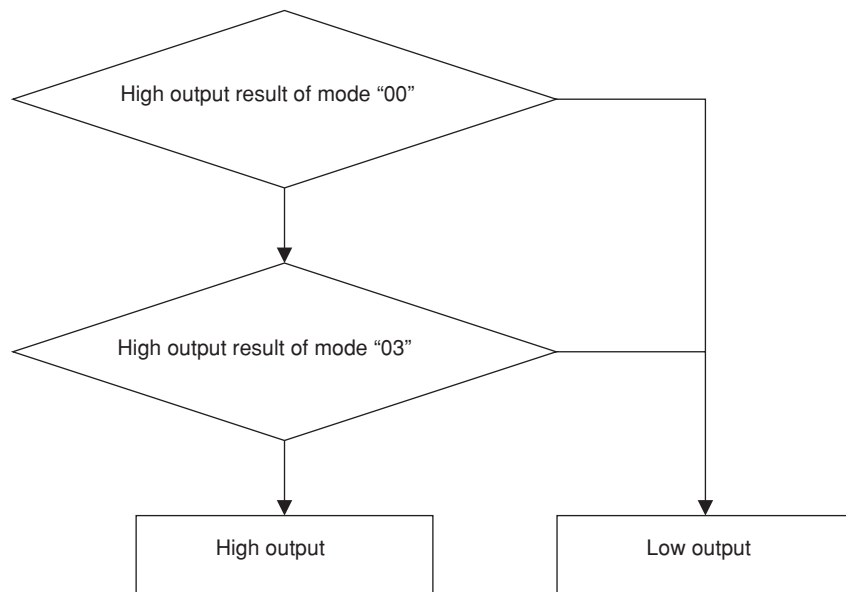 High output result of mode “00”
High output result of mode “03”
High output
Low output